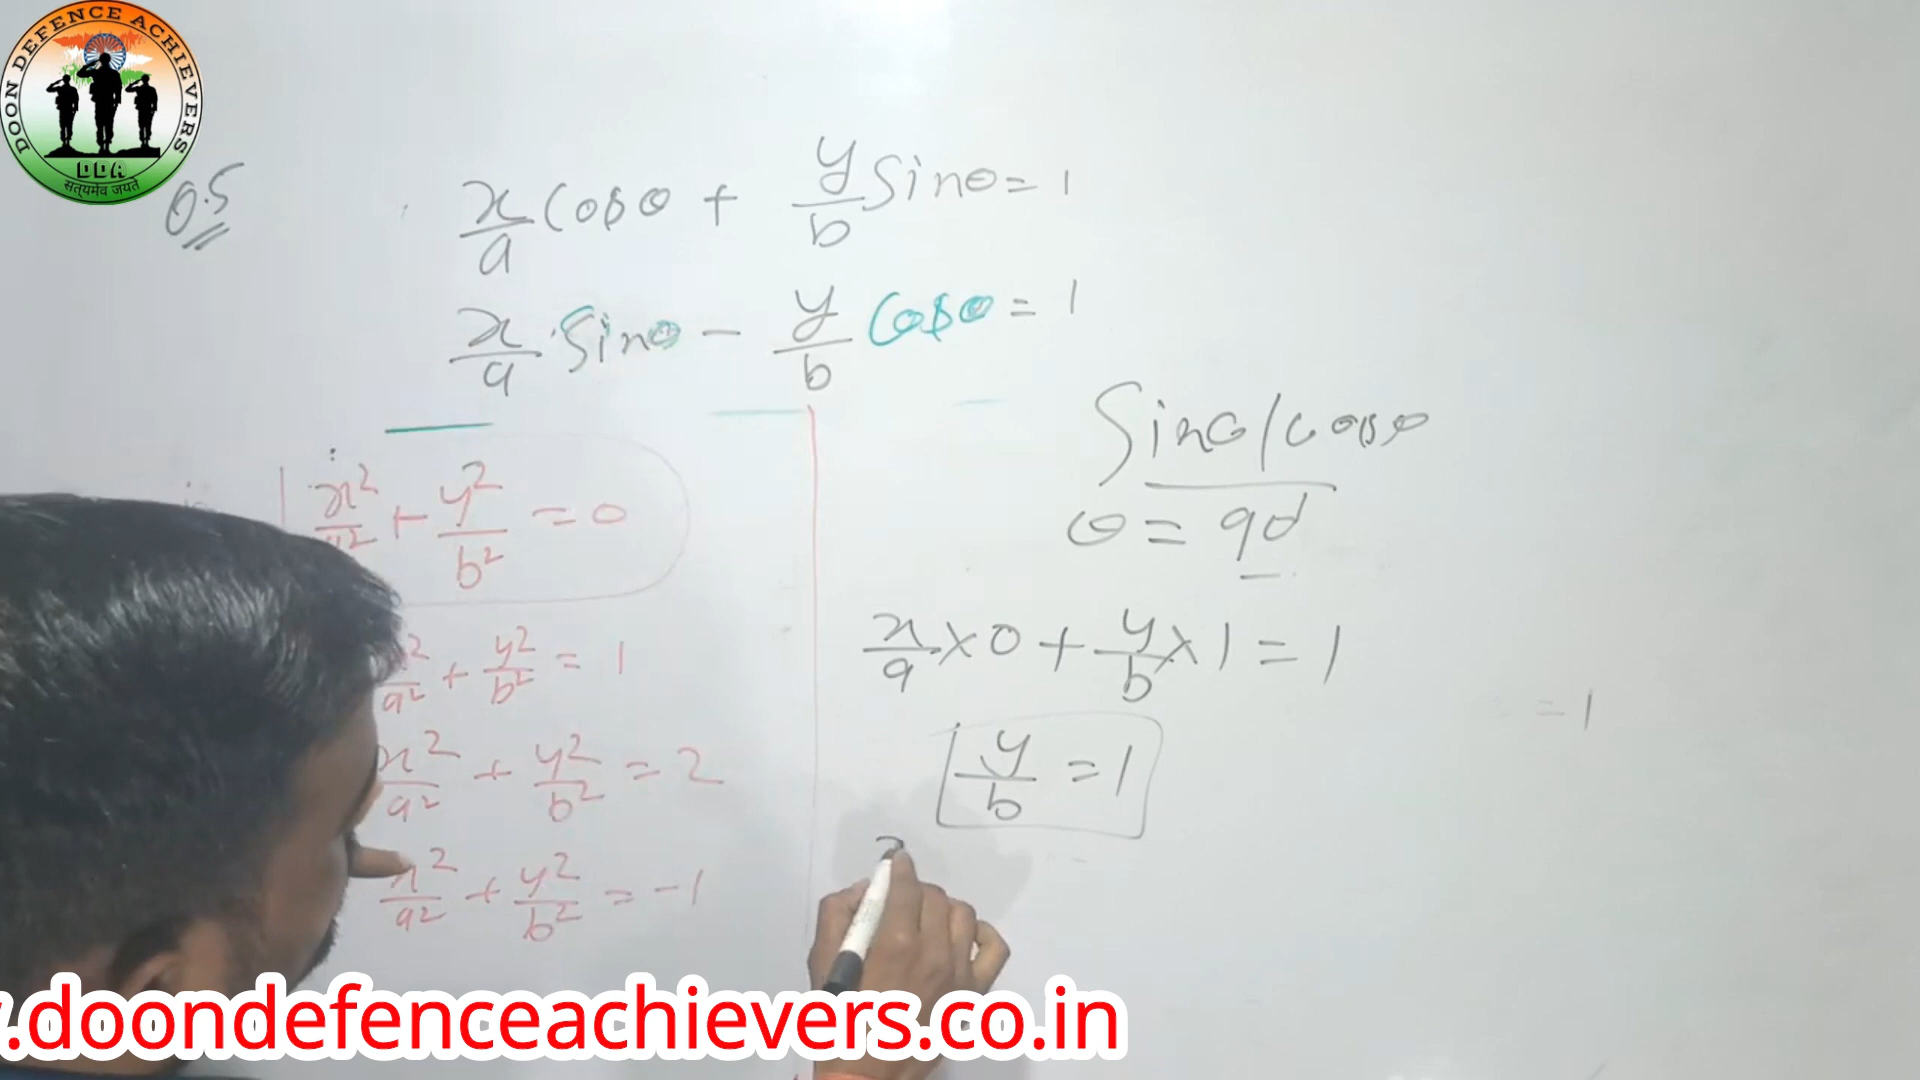 DOON DEFENCE ACHIEVERS
DDA
सत्यमेव जयते
Q.5
x/a Cosθ + y/b Sinθ = 1
x/a Sinθ - y/b Cosθ = 1
x²/a² + y²/b² = 0
x²/a² + y²/b² = 1
x²/a² + y²/b² = 2
x²/a² + y²/b² = -1
Sinθ/Cosθ
θ = 90
x/a × 0 + y/b × 1 = 1
y/b = 1
= 1
.doondefenceachievers.co.in